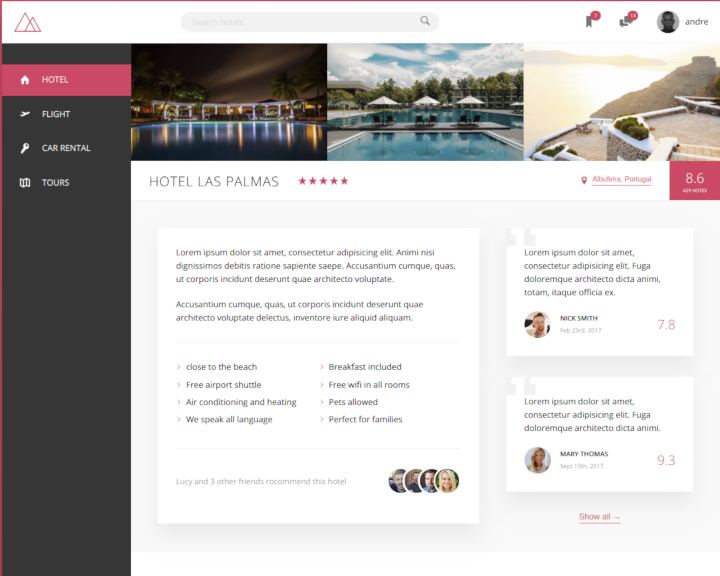 Search hotels
7
13
andre
HOTEL
FLIGHT
CAR RENTAL
TOURS
HOTEL LAS PALMAS
★★★★★
Albufeira, Portugal
8.6
429 VOTES
Lorem ipsum dolor sit amet, consectetur adipisicing elit. Animi nisi
dignissimos debitis ratione sapiente saepe. Accusantium cumque, quas,
ut corporis incidunt deserunt quae architecto voluptate.
Accusantium cumque, quas, ut corporis incidunt deserunt quae
architecto voluptate delectus, inventore iure aliquid aliquam.
close to the beach
Free airport shuttle
Air conditioning and heating
We speak all language
Breakfast included
Free wifi in all rooms
Pets allowed
Perfect for families
Lucy and 3 other friends rocommend this hotel
Lorem ipsum dolor sit amet,
consectetur adipisicing elit. Fuga
doloremque architecto dicta animi,
totam, itaque officia ex.
NICK SMITH
Feb 23rd, 2017
7.8
Lorem ipsum dolor sit amet,
consectetur adipisicing elit. Fuga
doloremque architecto dicta animi.
MARY THOMAS
Sept 13th, 2017
9.3
Show all →